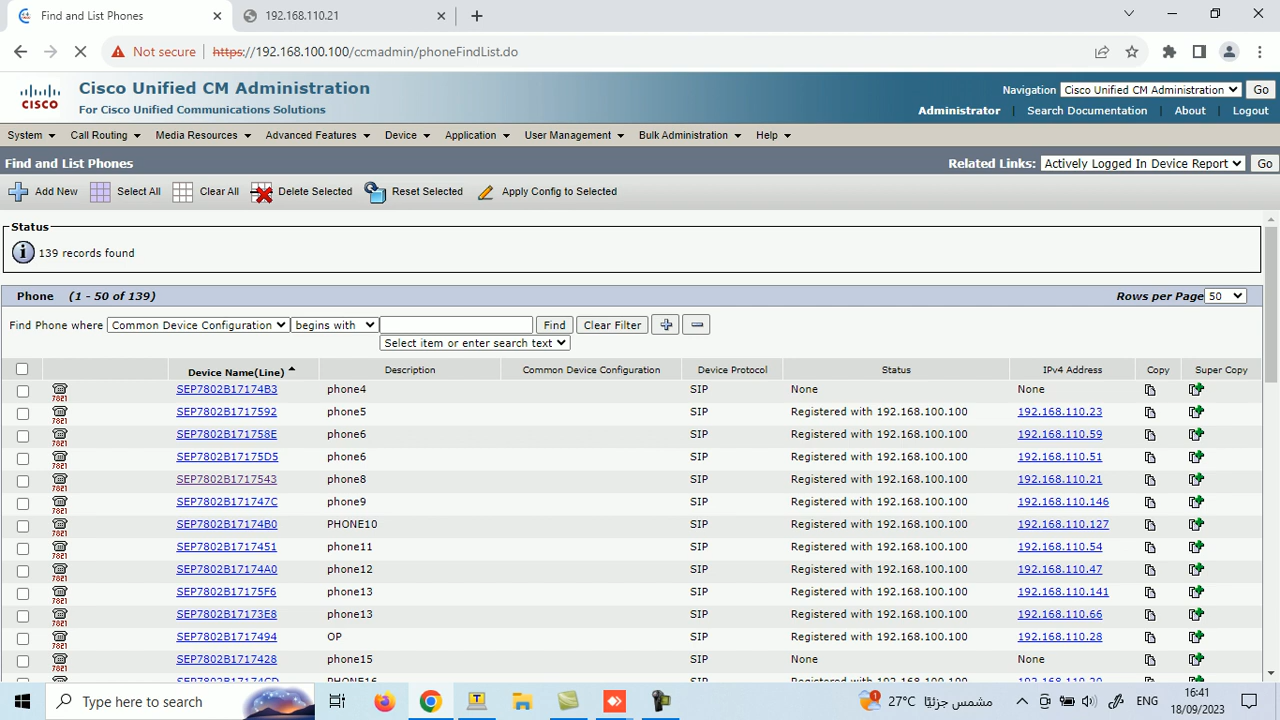 Find and List Phones
192.168.110.21
Not secure https://192.168.100.100/ccmadmin/phoneFindList.do
CISCO
Cisco Unified CM Administration
For Cisco Unified Communications Solutions
Navigation Cisco Unified CM Administration Go
Administrator Search Documentation About Logout
System Call Routing Media Resources Advanced Features Device Application User Management Bulk Administration Help
Find and List Phones Related Links: Actively Logged In Device Report Go
Add New Select All Clear All Delete Selected Reset Selected Apply Config to Selected
Status
139 records found
Phone (1 - 50 of 139) Rows per Page 50
Find Phone where Common Device Configuration begins with Find Clear Filter
Select item or enter search text
Device Name(Line) Description Common Device Configuration Device Protocol Status IPv4 Address Copy Super Copy
7821 SEP7802B17174B3 phone4 SIP None None
7821 SEP7802B1717592 phone5 SIP Registered with 192.168.100.100 192.168.110.23
7821 SEP7802B171758E phone6 SIP Registered with 192.168.100.100 192.168.110.59
7821 SEP7802B17175D5 phone6 SIP Registered with 192.168.100.100 192.168.110.51
7821 SEP7802B1717543 phone8 SIP Registered with 192.168.100.100 192.168.110.21
7821 SEP7802B171747C phone9 SIP Registered with 192.168.100.100 192.168.110.146
7821 SEP7802B17174B0 PHONE10 SIP Registered with 192.168.100.100 192.168.110.127
7821 SEP7802B1717451 phone11 SIP Registered with 192.168.100.100 192.168.110.54
7821 SEP7802B17174A0 phone12 SIP Registered with 192.168.100.100 192.168.110.47
7821 SEP7802B17175F6 phone13 SIP Registered with 192.168.100.100 192.168.110.141
7821 SEP7802B17173E8 phone13 SIP Registered with 192.168.100.100 192.168.110.66
7821 SEP7802B1717494 OP SIP Registered with 192.168.100.100 192.168.110.28
7821 SEP7802B1717428 phone15 SIP None None
Type here to search
1 27°C مشمس جزئيًا ENG 16:41
18/09/2023